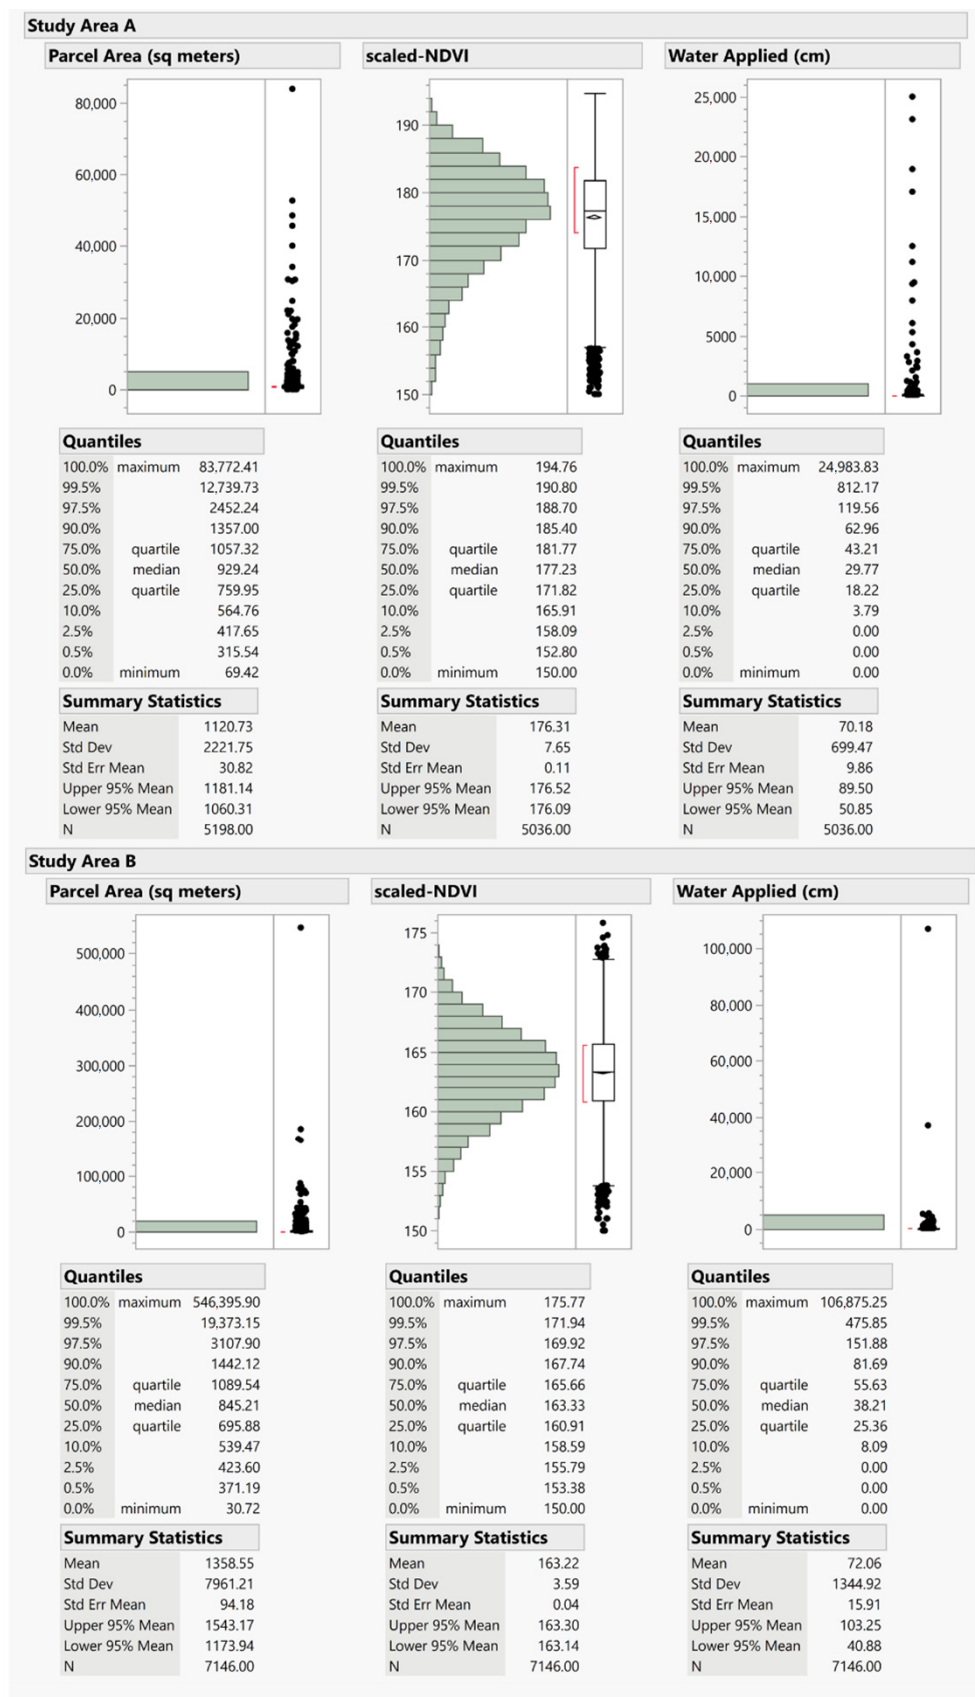 Study Area A
Parcel Area (sq meters) scaled-NDVI Water Applied (cm)
80,000 190 25,000
60,000 180 20,000
40,000 170 15,000
20,000 160 10,000
0 150 5000
0
Quantiles Quantiles Quantiles
100.0% maximum 83,772.41 100.0% maximum 194.76 100.0% maximum 24,983.83
99.5% 12,739.73 99.5% 190.80 99.5% 812.17
97.5% 2452.24 97.5% 188.70 97.5% 119.56
90.0% 1357.00 90.0% 185.40 90.0% 62.96
75.0% quartile 1057.32 75.0% quartile 181.77 75.0% quartile 43.21
50.0% median 929.24 50.0% median 177.23 50.0% median 29.77
25.0% quartile 759.95 25.0% quartile 171.82 25.0% quartile 18.22
10.0% 564.76 10.0% 165.91 10.0% 3.79
2.5% 417.65 2.5% 158.09 2.5% 0.00
0.5% 315.54 0.5% 152.80 0.5% 0.00
0.0% minimum 69.42 0.0% minimum 150.00 0.0% minimum 0.00
Summary Statistics Summary Statistics Summary Statistics
Mean 1120.73 Mean 176.31 Mean 70.18
Std Dev 2221.75 Std Dev 7.65 Std Dev 699.47
Std Err Mean 30.82 Std Err Mean 0.11 Std Err Mean 9.86
Upper 95% Mean 1181.14 Upper 95% Mean 176.52 Upper 95% Mean 89.50
Lower 95% Mean 1060.31 Lower 95% Mean 176.09 Lower 95% Mean 50.85
N 5198.00 N 5036.00 N 5036.00
Study Area B
Parcel Area (sq meters) scaled-NDVI Water Applied (cm)
500,000 175 100,000
400,000 170 80,000
300,000 165 60,000
200,000 160 40,000
100,000 155 20,000
0 150 0
Quantiles Quantiles Quantiles
100.0% maximum 546,395.90 100.0% maximum 175.77 100.0% maximum 106,875.25
99.5% 19,373.15 99.5% 171.94 99.5% 475.85
97.5% 3107.90 97.5% 169.92 97.5% 151.88
90.0% 1442.12 90.0% 167.74 90.0% 81.69
75.0% quartile 1089.54 75.0% quartile 165.66 75.0% quartile 55.63
50.0% median 845.21 50.0% median 163.33 50.0% median 38.21
25.0% quartile 695.88 25.0% quartile 160.91 25.0% quartile 25.36
10.0% 539.47 10.0% 158.59 10.0% 8.09
2.5% 423.60 2.5% 155.79 2.5% 0.00
0.5% 371.19 0.5% 153.38 0.5% 0.00
0.0% minimum 30.72 0.0% minimum 150.00 0.0% minimum 0.00
Summary Statistics Summary Statistics Summary Statistics
Mean 1358.55 Mean 163.22 Mean 72.06
Std Dev 7961.21 Std Dev 3.59 Std Dev 1344.92
Std Err Mean 94.18 Std Err Mean 0.04 Std Err Mean 15.91
Upper 95% Mean 1543.17 Upper 95% Mean 163.30 Upper 95% Mean 103.25
Lower 95% Mean 1173.94 Lower 95% Mean 163.14 Lower 95% Mean 40.88
N 7146.00 N 7146.00 N 7146.00